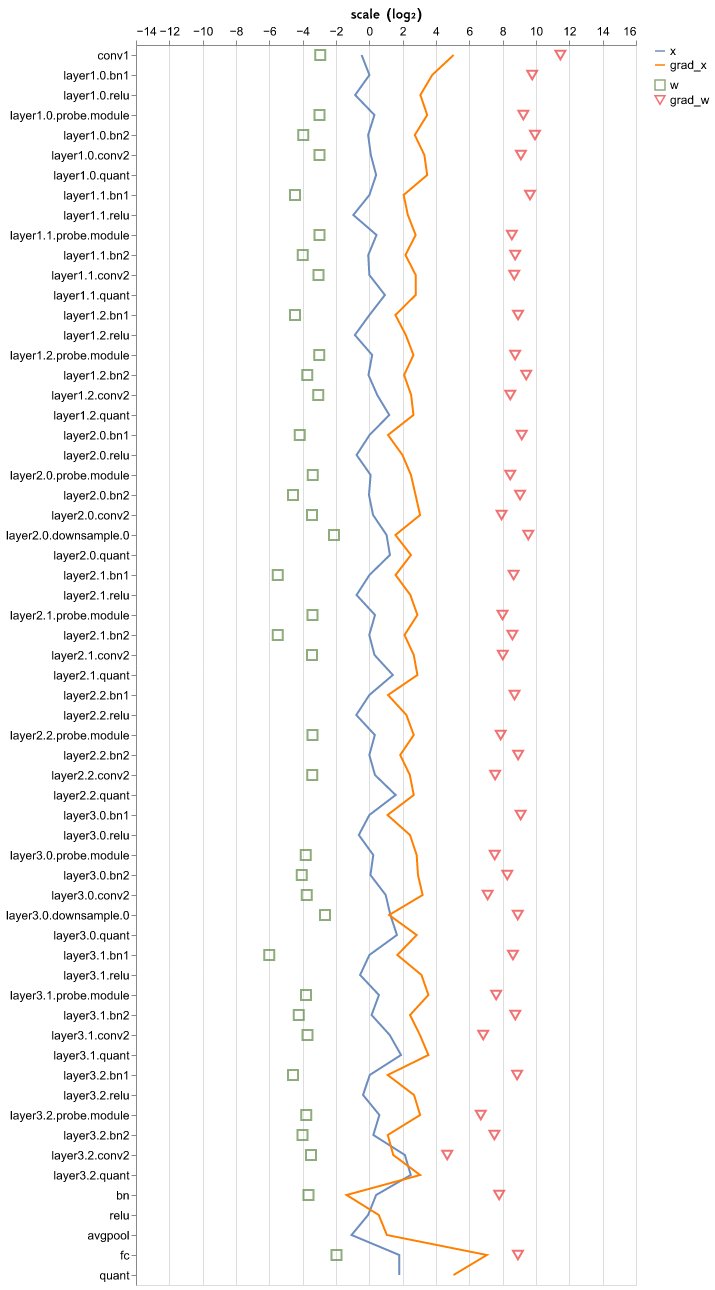 scale (log₂)
−14 −12 −10 −8 −6 −4 −2 0 2 4 6 8 10 12 14 16
x
grad_x
w
grad_w
conv1
layer1.0.bn1
layer1.0.relu
layer1.0.probe.module
layer1.0.bn2
layer1.0.conv2
layer1.0.quant
layer1.1.bn1
layer1.1.relu
layer1.1.probe.module
layer1.1.bn2
layer1.1.conv2
layer1.1.quant
layer1.2.bn1
layer1.2.relu
layer1.2.probe.module
layer1.2.bn2
layer1.2.conv2
layer1.2.quant
layer2.0.bn1
layer2.0.relu
layer2.0.probe.module
layer2.0.bn2
layer2.0.conv2
layer2.0.downsample.0
layer2.0.quant
layer2.1.bn1
layer2.1.relu
layer2.1.probe.module
layer2.1.bn2
layer2.1.conv2
layer2.1.quant
layer2.2.bn1
layer2.2.relu
layer2.2.probe.module
layer2.2.bn2
layer2.2.conv2
layer2.2.quant
layer3.0.bn1
layer3.0.relu
layer3.0.probe.module
layer3.0.bn2
layer3.0.conv2
layer3.0.downsample.0
layer3.0.quant
layer3.1.bn1
layer3.1.relu
layer3.1.probe.module
layer3.1.bn2
layer3.1.conv2
layer3.1.quant
layer3.2.bn1
layer3.2.relu
layer3.2.probe.module
layer3.2.bn2
layer3.2.conv2
layer3.2.quant
bn
relu
avgpool
fc
quant